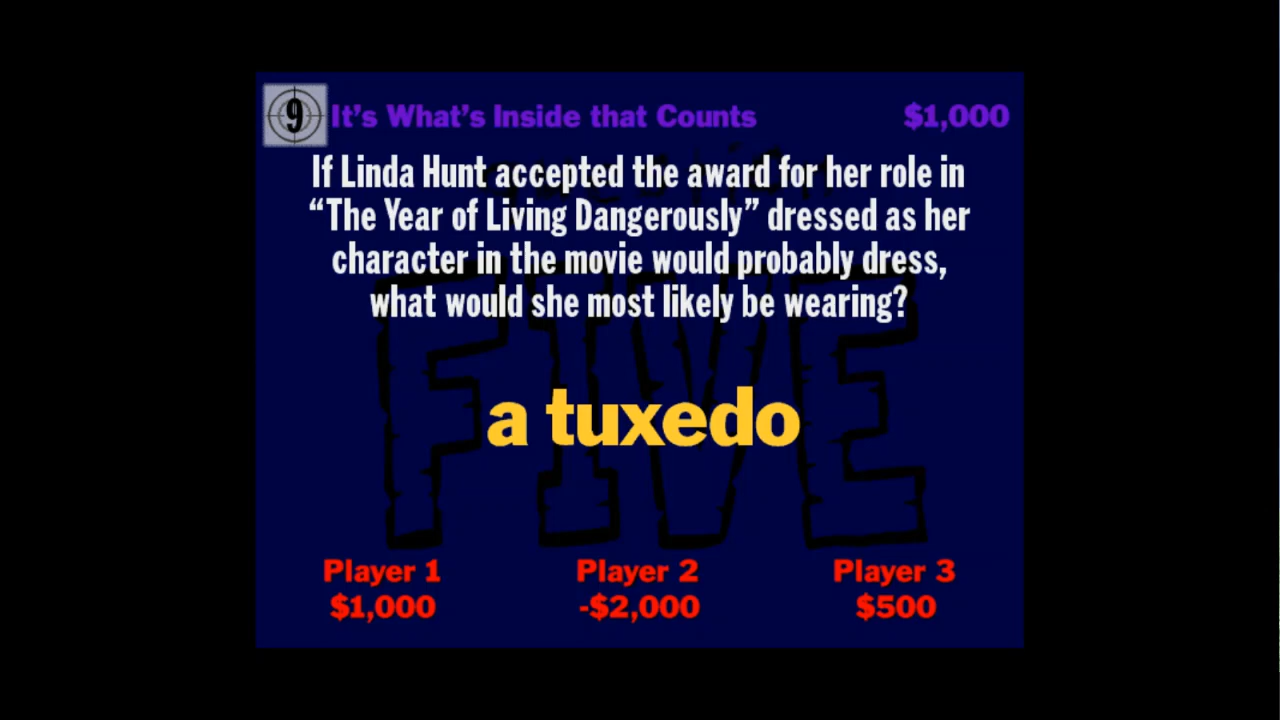 9 It's What's Inside that Counts $1,000
If Linda Hunt accepted the award for her role in
“The Year of Living Dangerously” dressed as her
character in the movie would probably dress,
what would she most likely be wearing?
FIVE
a tuxedo
Player 1 Player 2 Player 3
$1,000 -$2,000 $500